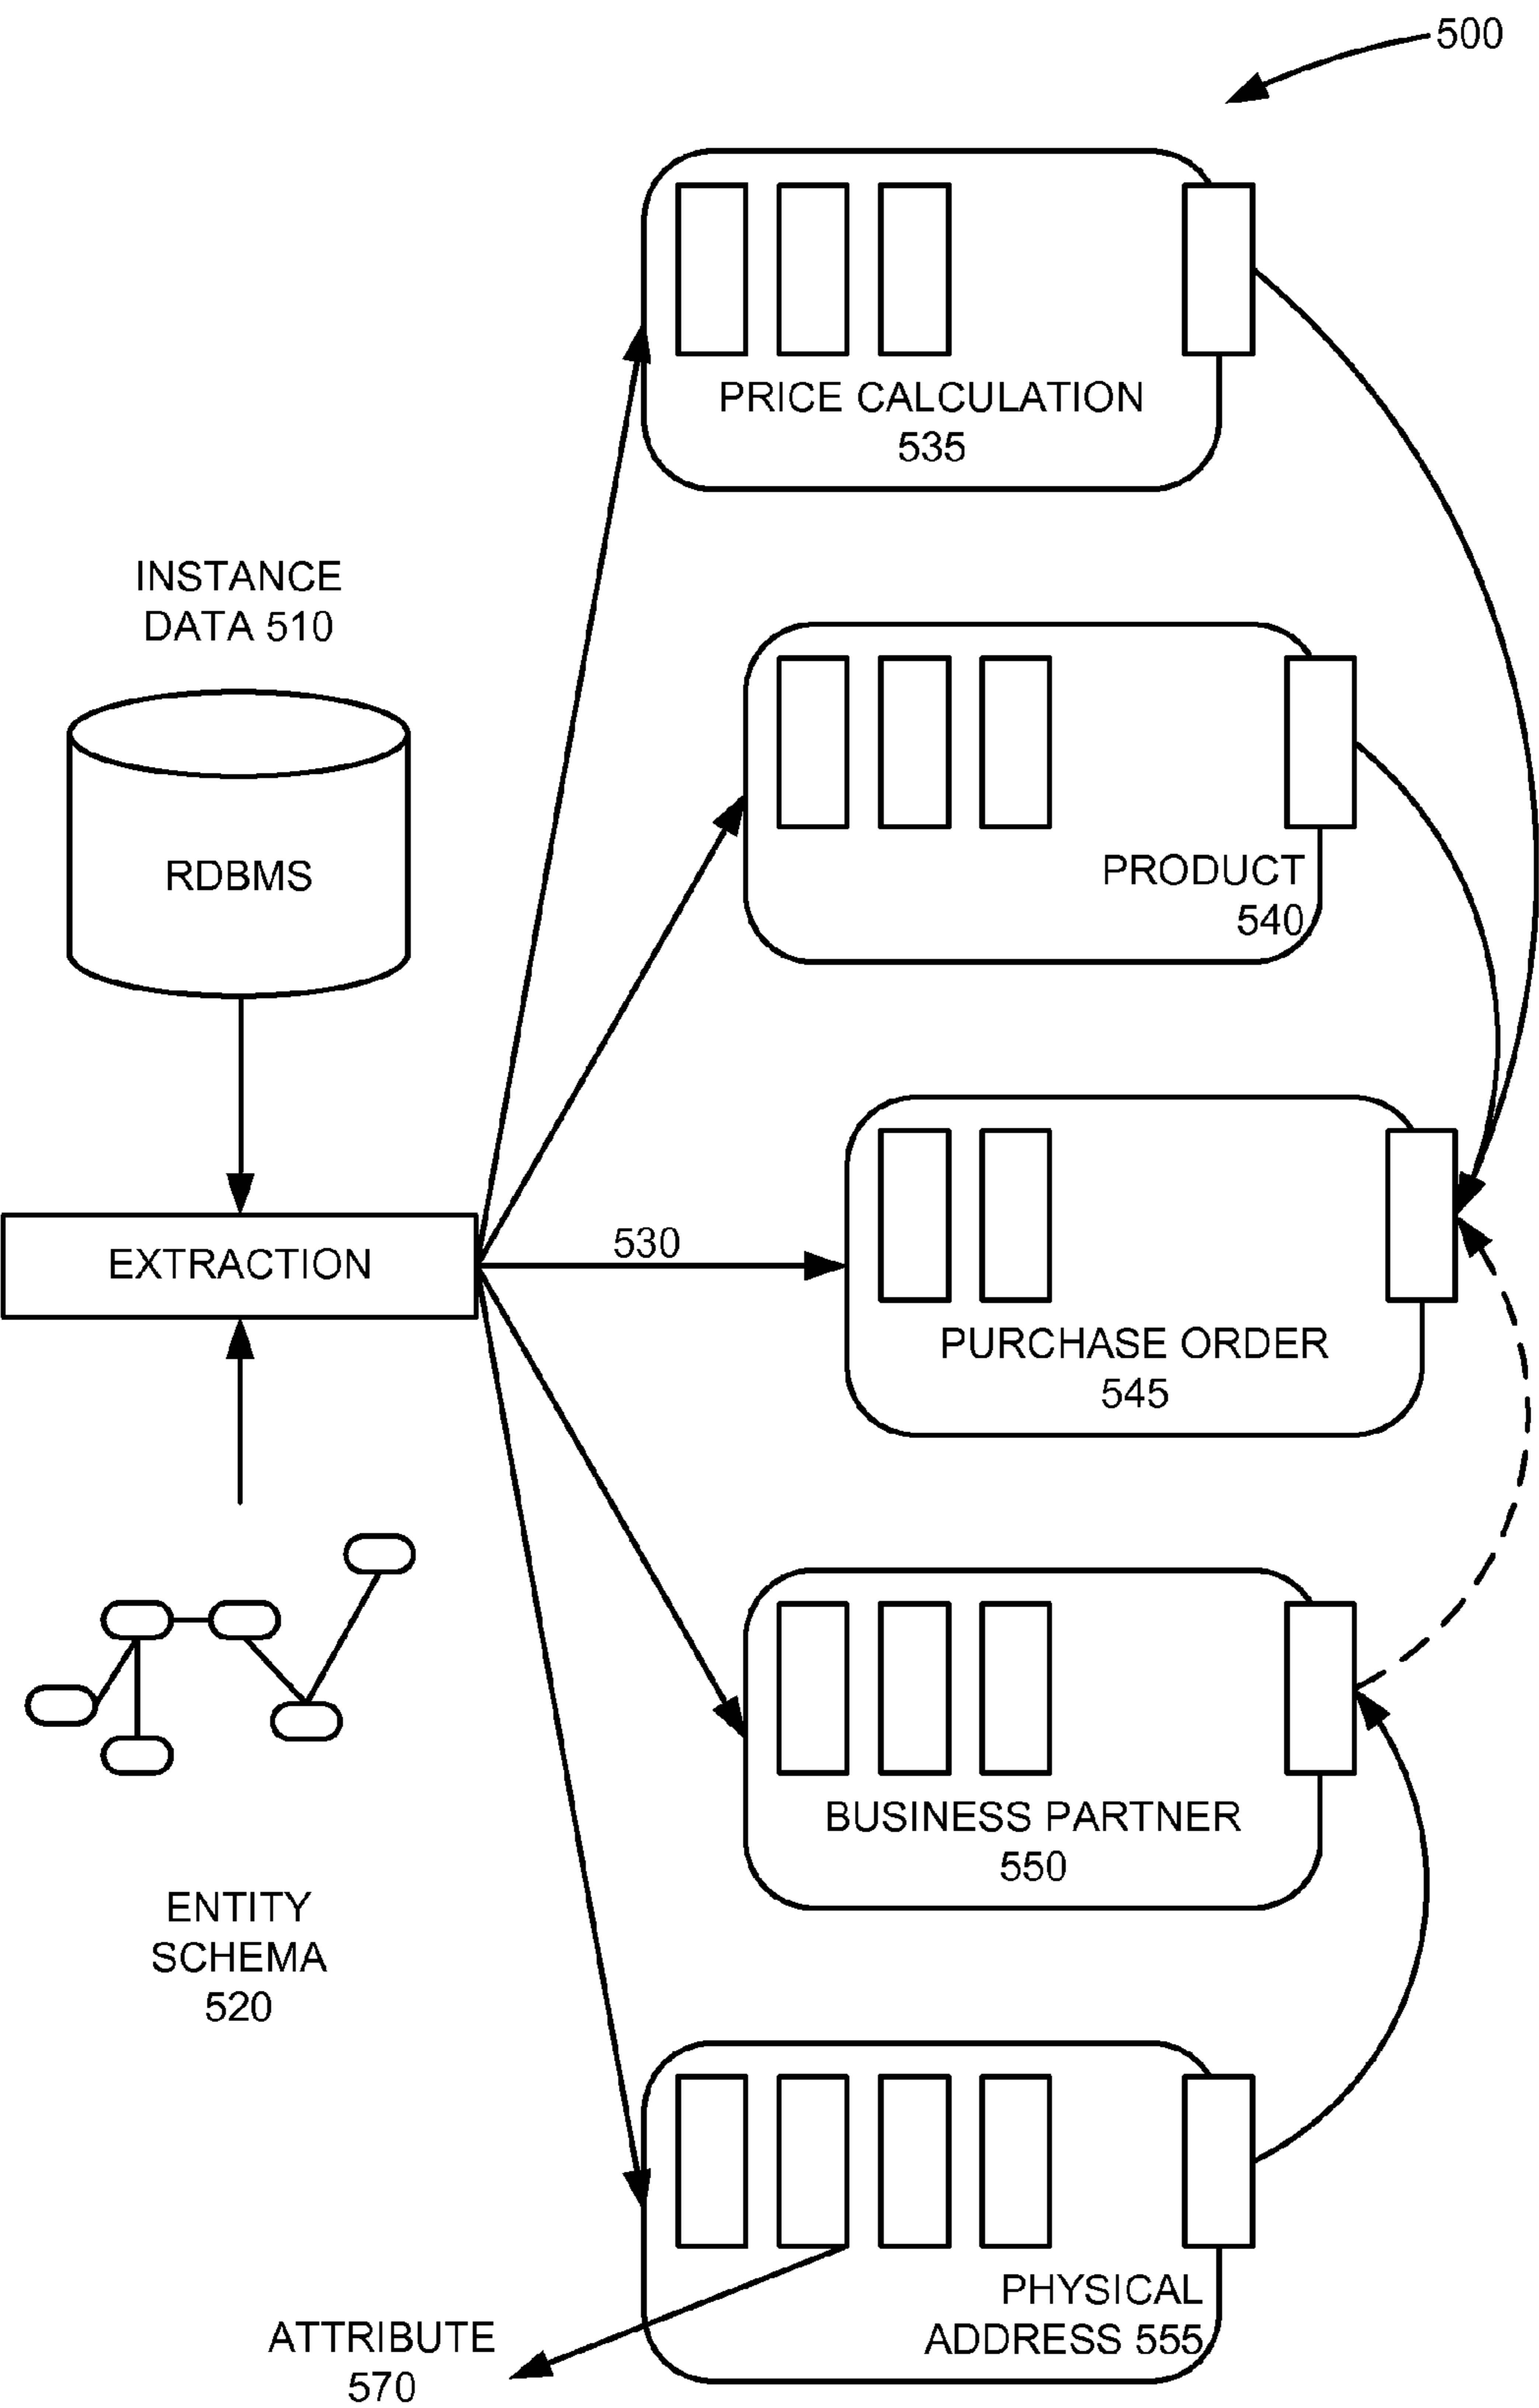 500
PRICE CALCULATION
535
INSTANCE
DATA 510
RDBMS
PRODUCT
540
EXTRACTION
530
PURCHASE ORDER
545
BUSINESS PARTNER
550
ENTITY
SCHEMA
520
PHYSICAL
ADDRESS 555
ATTRIBUTE
570